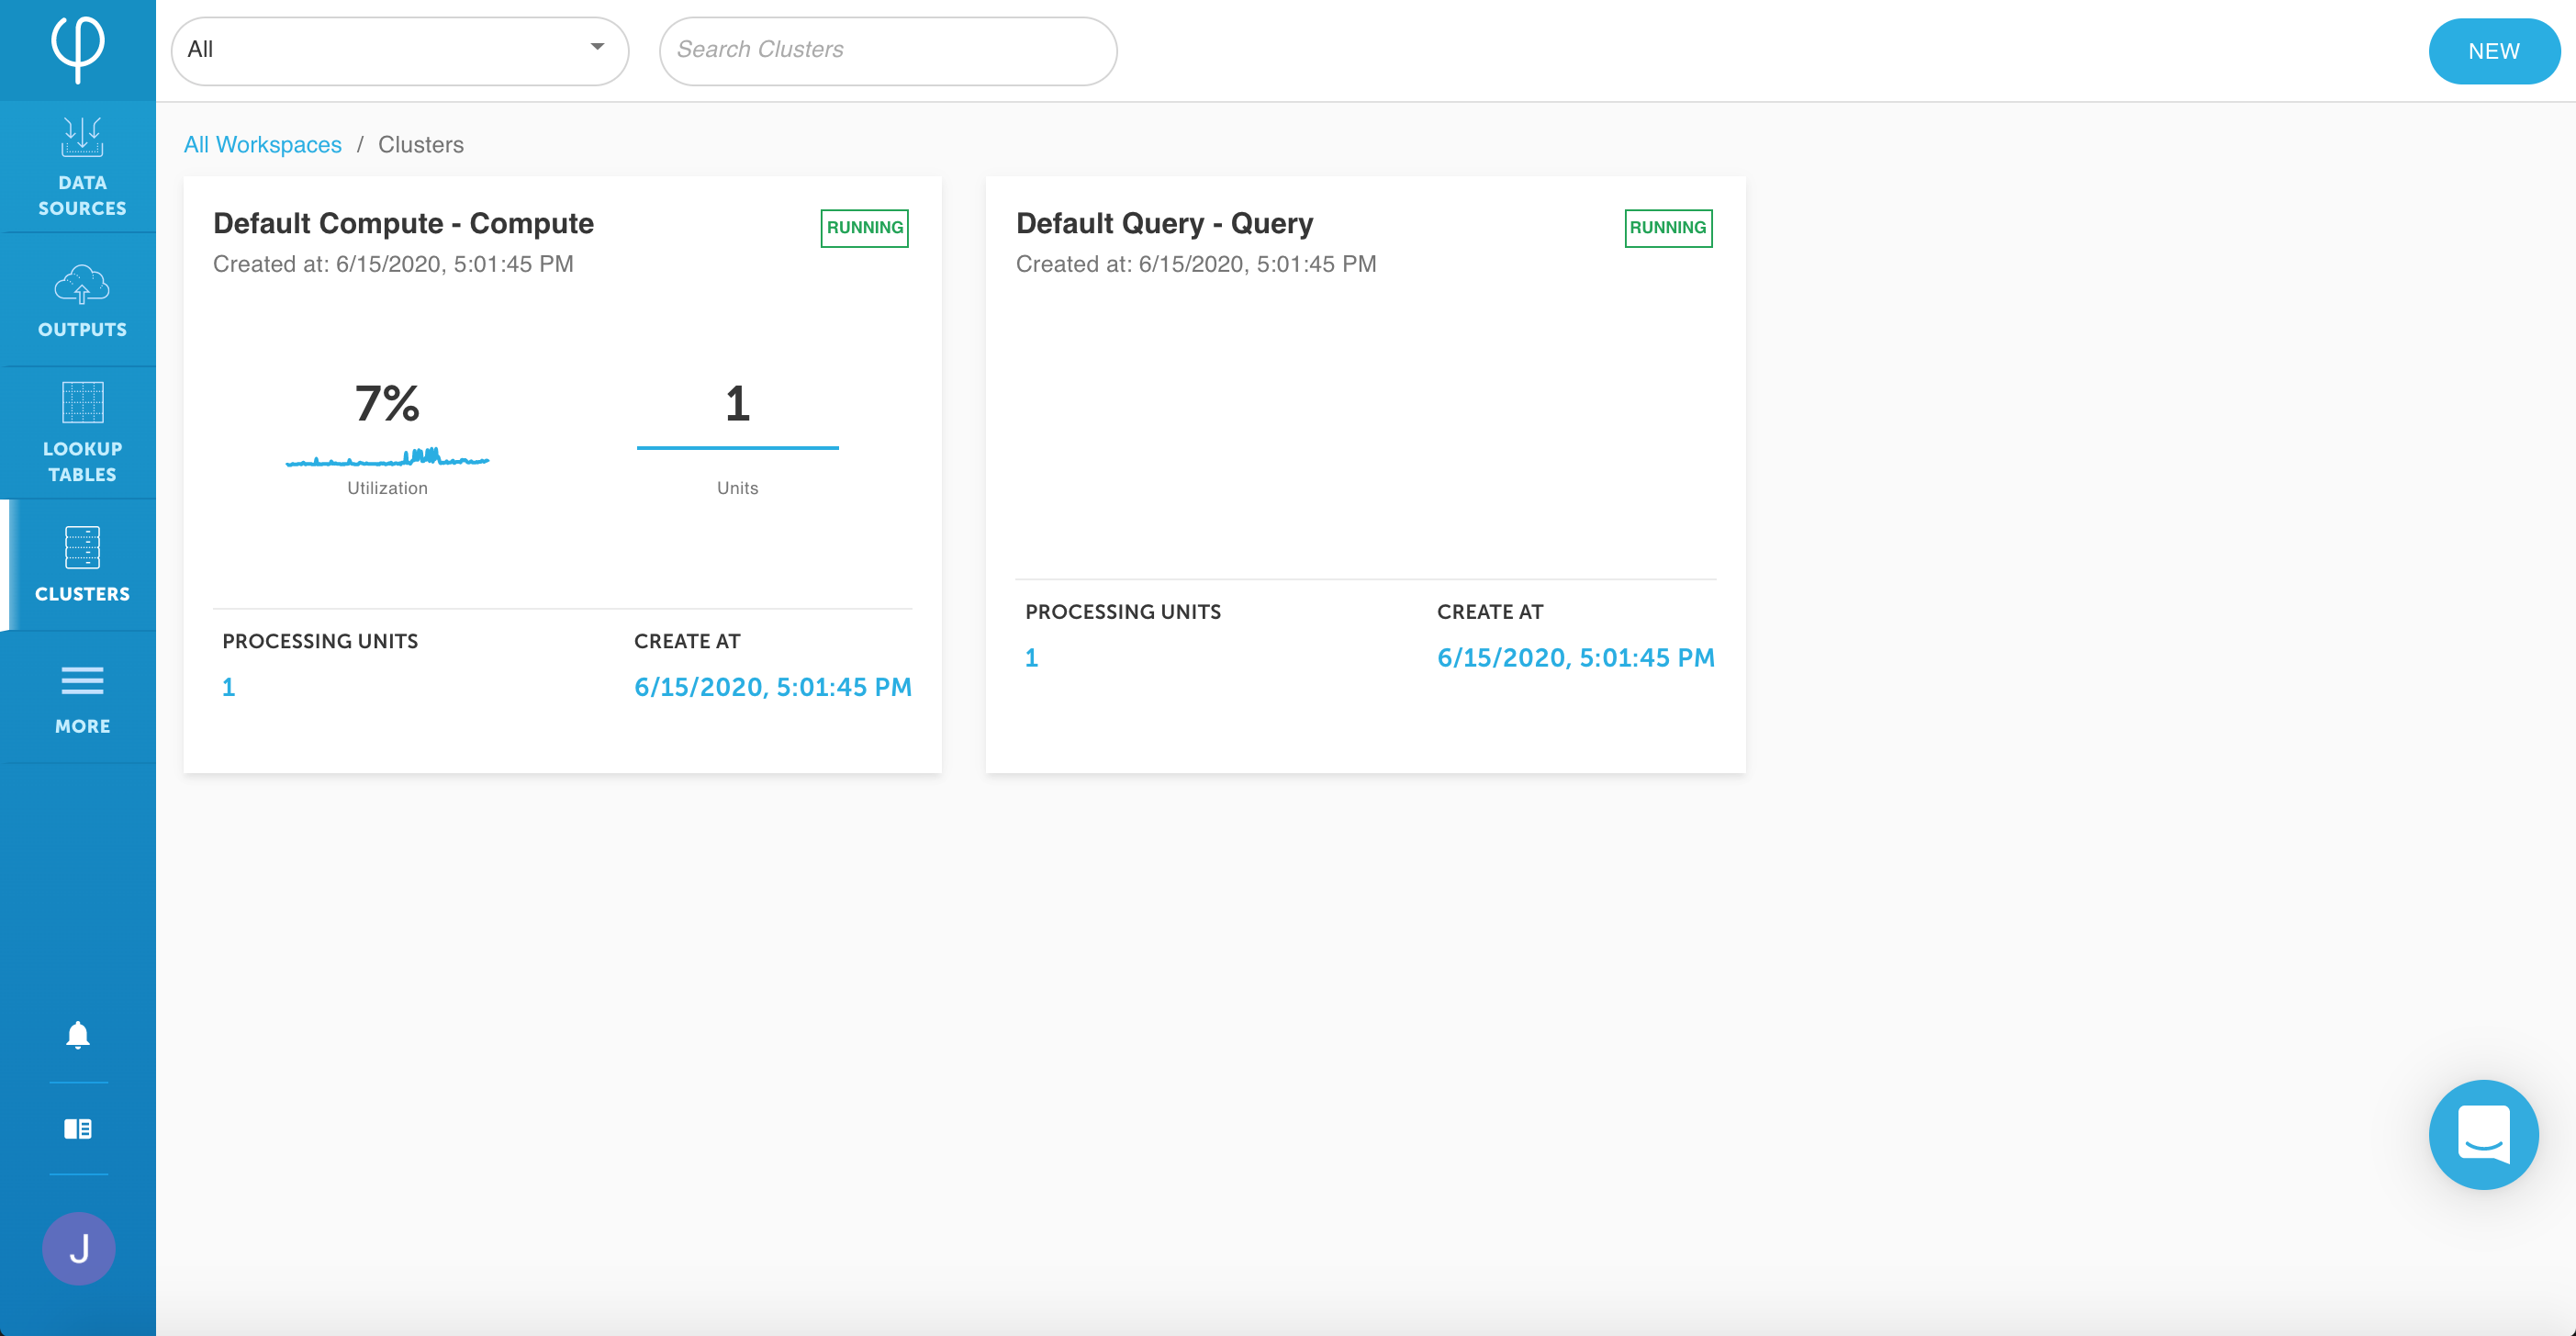 All
Search Clusters
NEW
DATA
SOURCES
OUTPUTS
LOOKUP
TABLES
CLUSTERS
MORE
J
All Workspaces / Clusters
Default Compute - Compute
RUNNING
Created at: 6/15/2020, 5:01:45 PM
7%
1
Utilization
Units
PROCESSING UNITS
CREATE AT
1
6/15/2020, 5:01:45 PM
Default Query - Query
RUNNING
Created at: 6/15/2020, 5:01:45 PM
PROCESSING UNITS
CREATE AT
1
6/15/2020, 5:01:45 PM